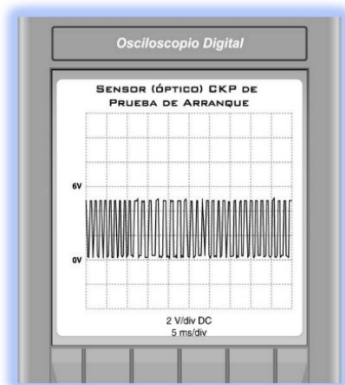 Osciloscopio Digital
SENSOR (ÓPTICO) CKP DE
PRUEBA DE ARRANQUE
6V
0V
2 V/div DC
5 ms/div